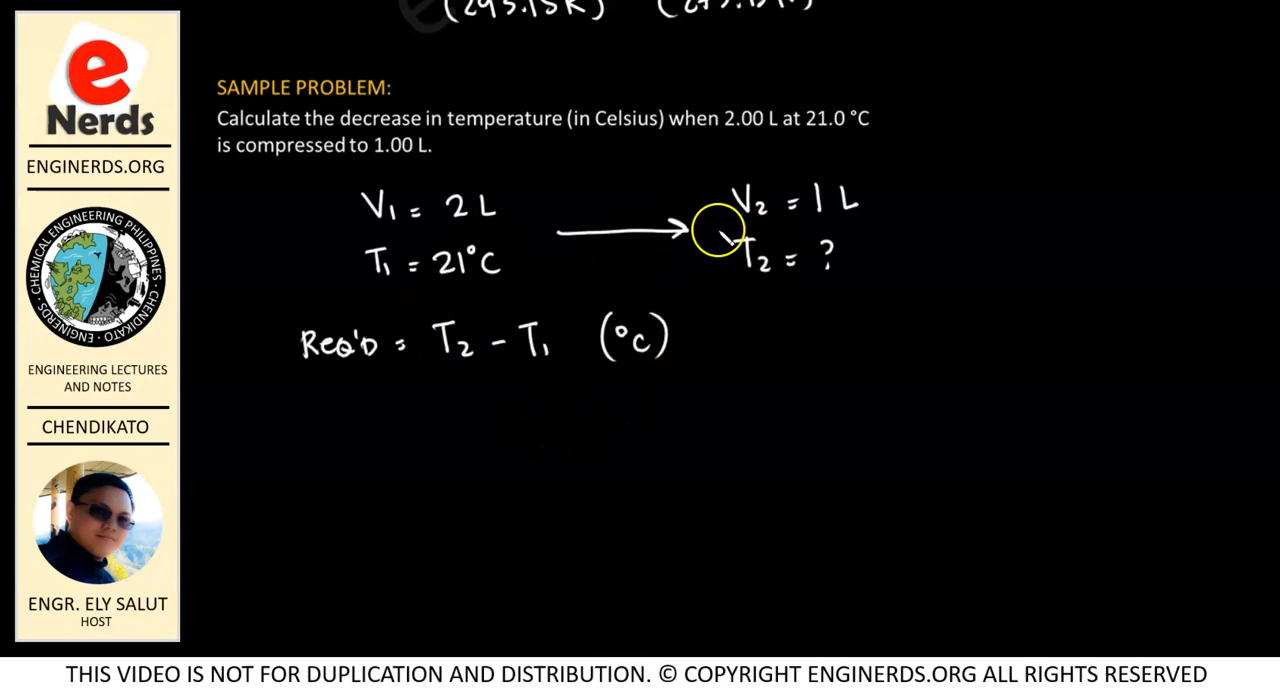 (293.15K)
e
Nerds
ENGINERDS.ORG
CHEMICAL ENGINEERING PHILIPPINES
CHENDIKATO - ENGINERDS
ENGINEERING LECTURES
AND NOTES
CHENDIKATO
ENGR. ELY SALUT
HOST
SAMPLE PROBLEM:
Calculate the decrease in temperature (in Celsius) when 2.00 L at 21.0 °C
is compressed to 1.00 L.
V₁ = 2 L
V₂ = 1 L
T₁ = 21°C
T₂ = ?
REQ'D = T₂ - T₁ (°C)
THIS VIDEO IS NOT FOR DUPLICATION AND DISTRIBUTION. © COPYRIGHT ENGINERDS.ORG ALL RIGHTS RESERVED